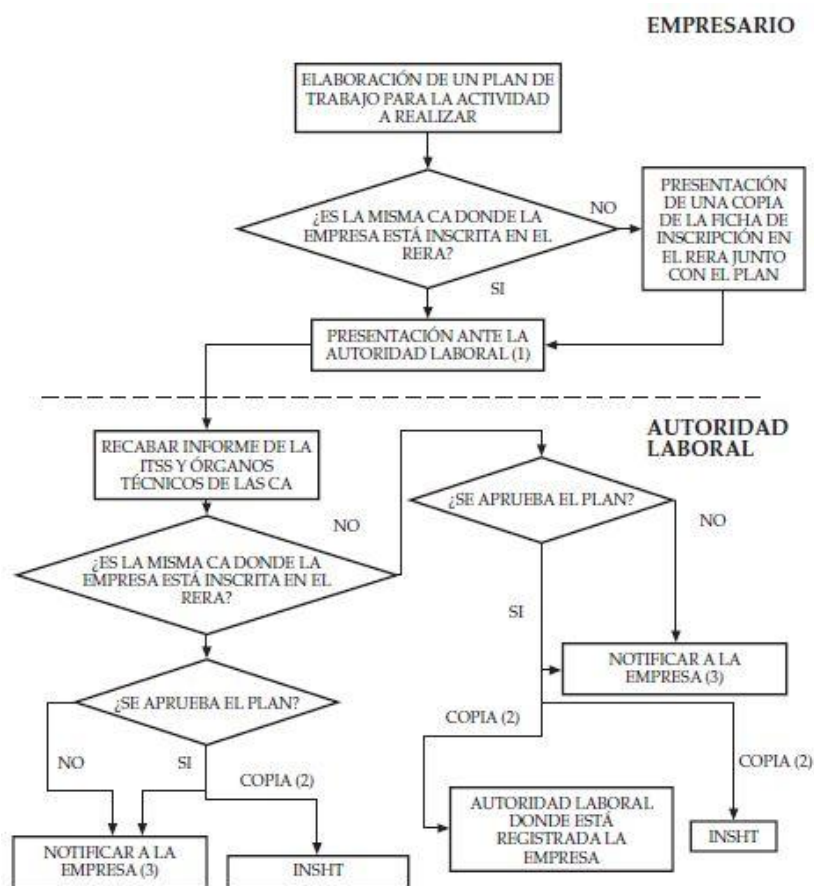 EMPRESARIO
ELABORACIÓN DE UN PLAN DE
TRABAJO PARA LA ACTIVIDAD
A REALIZAR
¿ES LA MISMA CA DONDE LA
EMPRESA ESTÁ INSCRITA EN EL
RERA?
NO
PRESENTACIÓN
DE UNA COPIA
DE LA FICHA DE
INSCRIPCIÓN EN
EL RERA JUNTO
CON EL PLAN
SI
PRESENTACIÓN ANTE LA
AUTORIDAD LABORAL (1)
AUTORIDAD
LABORAL
RECABAR INFORME DE LA
ITSS Y ÓRGANOS
TÉCNICOS DE LAS CA
¿ES LA MISMA CA DONDE LA
EMPRESA ESTÁ INSCRITA EN EL
RERA?
NO
¿SE APRUEBA EL PLAN?
NO
SI
NOTIFICAR A LA
EMPRESA (3)
COPIA (2)
COPIA (2)
AUTORIDAD LABORAL
DONDE ESTÁ
REGISTRADA LA
EMPRESA
INSHT
¿SE APRUEBA EL PLAN?
NO
SI
COPIA (2)
NOTIFICAR A LA
EMPRESA (3)
INSHT